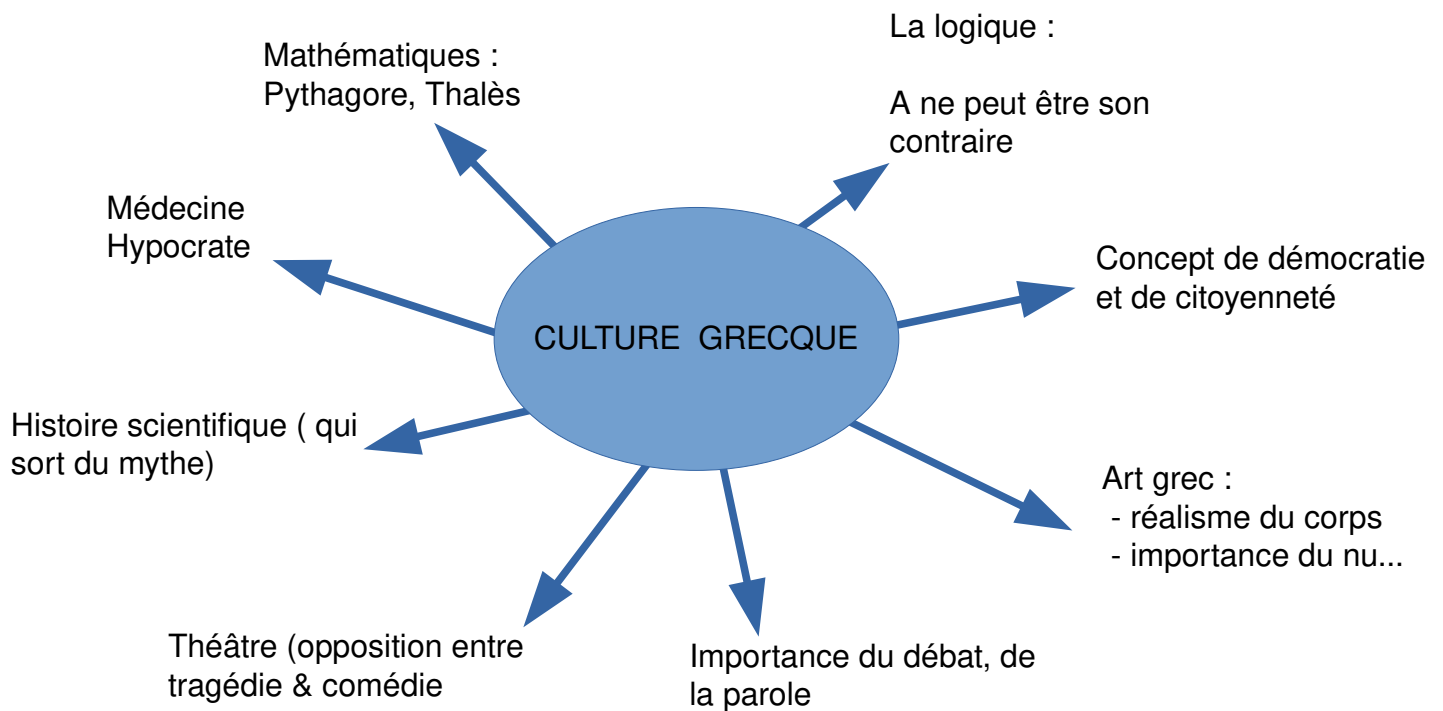 La logique :
A ne peut être son
contraire
Mathématiques :
Pythagore, Thalès
Médecine
Hypocrate
Concept de démocratie
et de citoyenneté
CULTURE GRECQUE
Histoire scientifique ( qui
sort du mythe)
Art grec :
- réalisme du corps
- importance du nu...
Théâtre (opposition entre
tragédie & comédie
Importance du débat, de
la parole